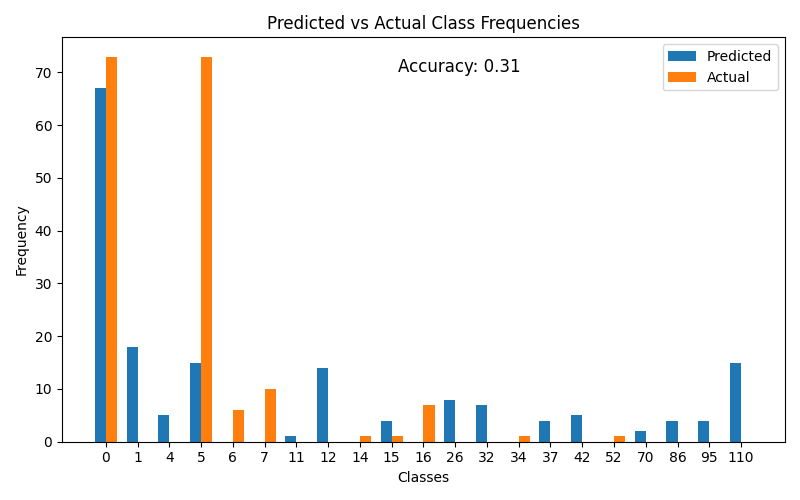 Predicted vs Actual Class Frequencies
Accuracy: 0.31
Predicted
Actual
Frequency
70
60
50
40
30
20
10
0
0 1 4 5 6 7 11 12 14 15 16 26 32 34 37 42 52 70 86 95 110
Classes